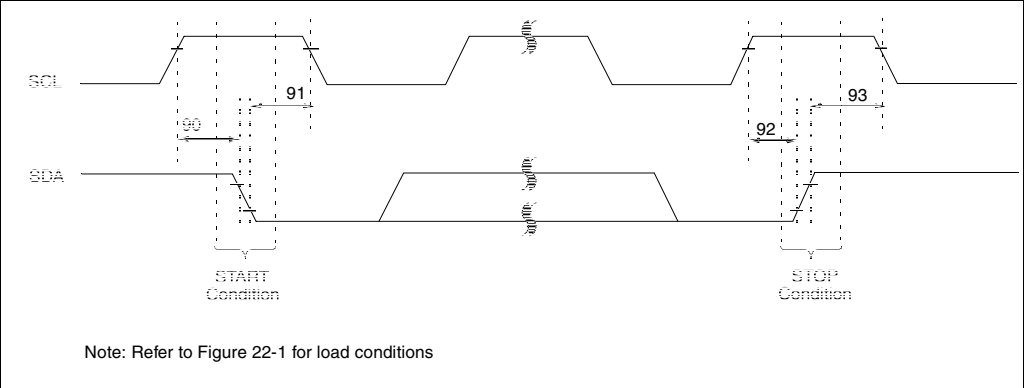 SCL
91
93
90
92
SDA
START
Condition
STOP
Condition
Note: Refer to Figure 22-1 for load conditions